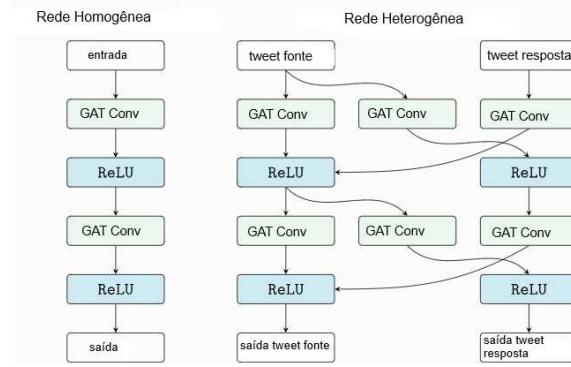 Rede Homogênea
Rede Heterogênea
entrada
tweet fonte
tweet resposta
GAT Conv
GAT Conv
GAT Conv
GAT Conv
ReLU
ReLU
ReLU
GAT Conv
GAT Conv
GAT Conv
GAT Conv
ReLU
ReLU
ReLU
saída
saída tweet fonte
saída tweet
resposta